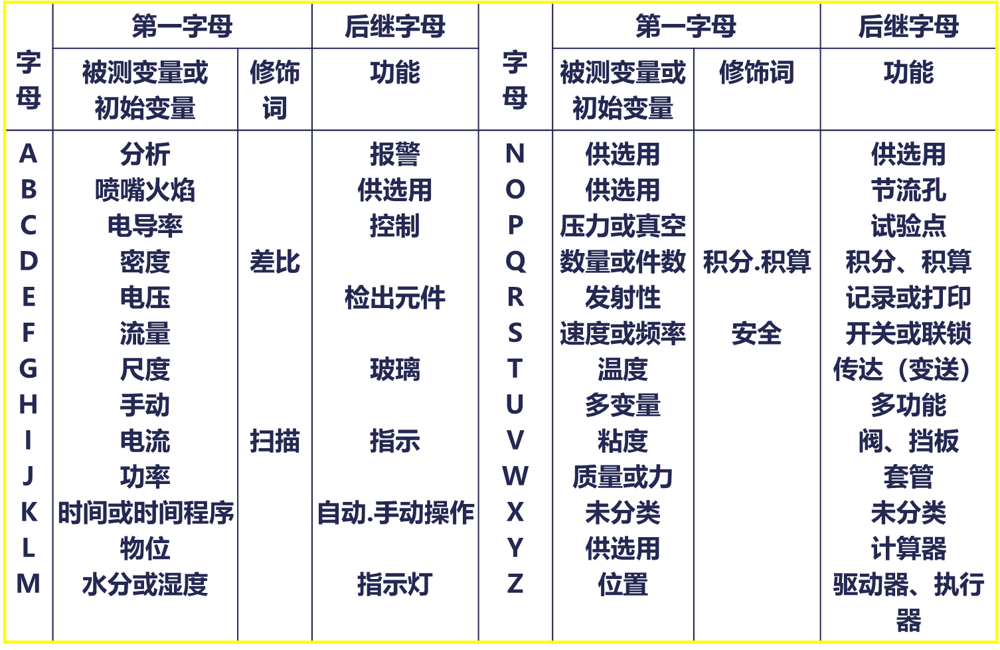 字母 第一字母 后继字母 字母 第一字母 后继字母
被测变量或初始变量 修饰词 功能 被测变量或初始变量 修饰词 功能
A 分析 报警 N 供选用 供选用
B 喷嘴火焰 供选用 O 供选用 节流孔
C 电导率 控制 P 压力或真空 试验点
D 密度 差比 Q 数量或件数 积分.积算 积分、积算
E 电压 检出元件 R 发射性 记录或打印
F 流量 S 速度或频率 安全 开关或联锁
G 尺度 玻璃 T 温度 传达（变送）
H 手动 U 多变量 多功能
I 电流 扫描 指示 V 粘度 阀、挡板
J 功率 W 质量或力 套管
K 时间或时间程序 自动.手动操作 X 未分类 未分类
L 物位 Y 供选用 计算器
M 水分或湿度 指示灯 Z 位置 驱动器、执行器